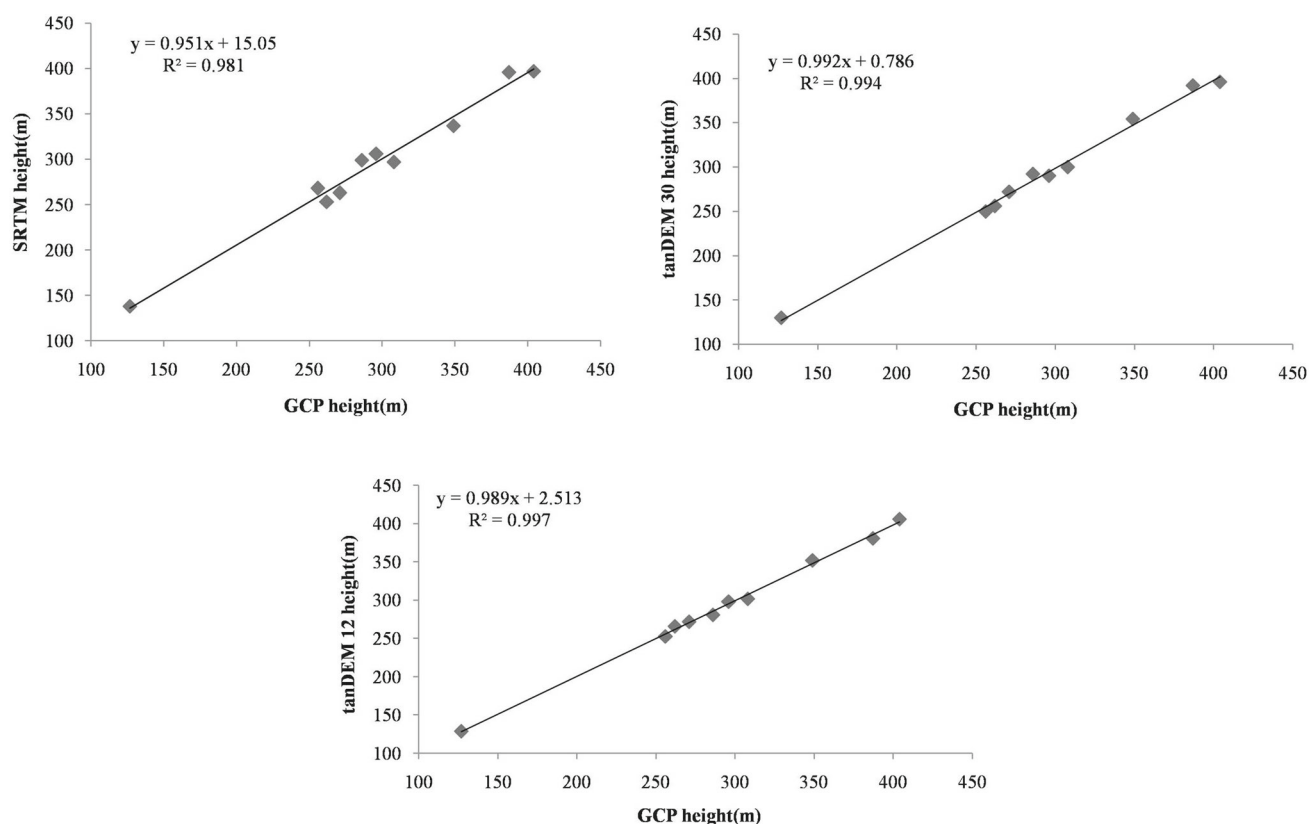 y = 0.951x + 15.05
R² = 0.981
SRTM height(m)
450
400
350
300
250
200
150
100
100 150 200 250 300 350 400 450
GCP height(m)
y = 0.992x + 0.786
R² = 0.994
tanDEM 30 height(m)
450
400
350
300
250
200
150
100
100 150 200 250 300 350 400 450
GCP height(m)
y = 0.989x + 2.513
R² = 0.997
tanDEM 12 height(m)
450
400
350
300
250
200
150
100
100 150 200 250 300 350 400 450
GCP height(m)